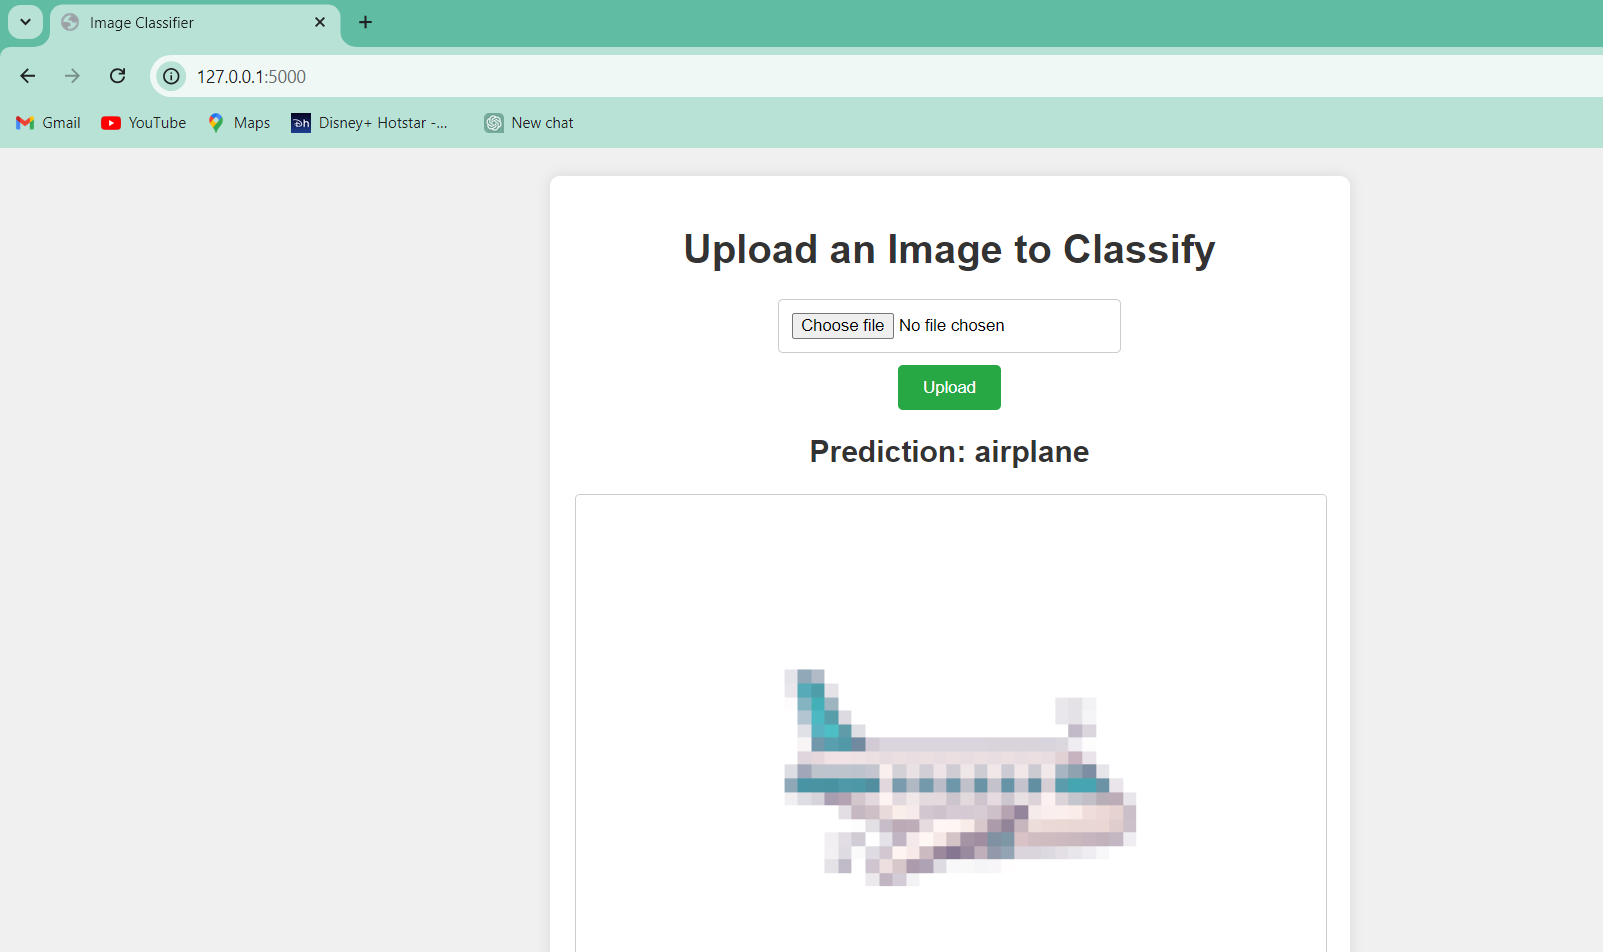 Image Classifier
127.0.0.1:5000
Gmail YouTube Maps Dh Disney+ Hotstar -... New chat
Upload an Image to Classify
Choose file No file chosen
Upload
Prediction: airplane